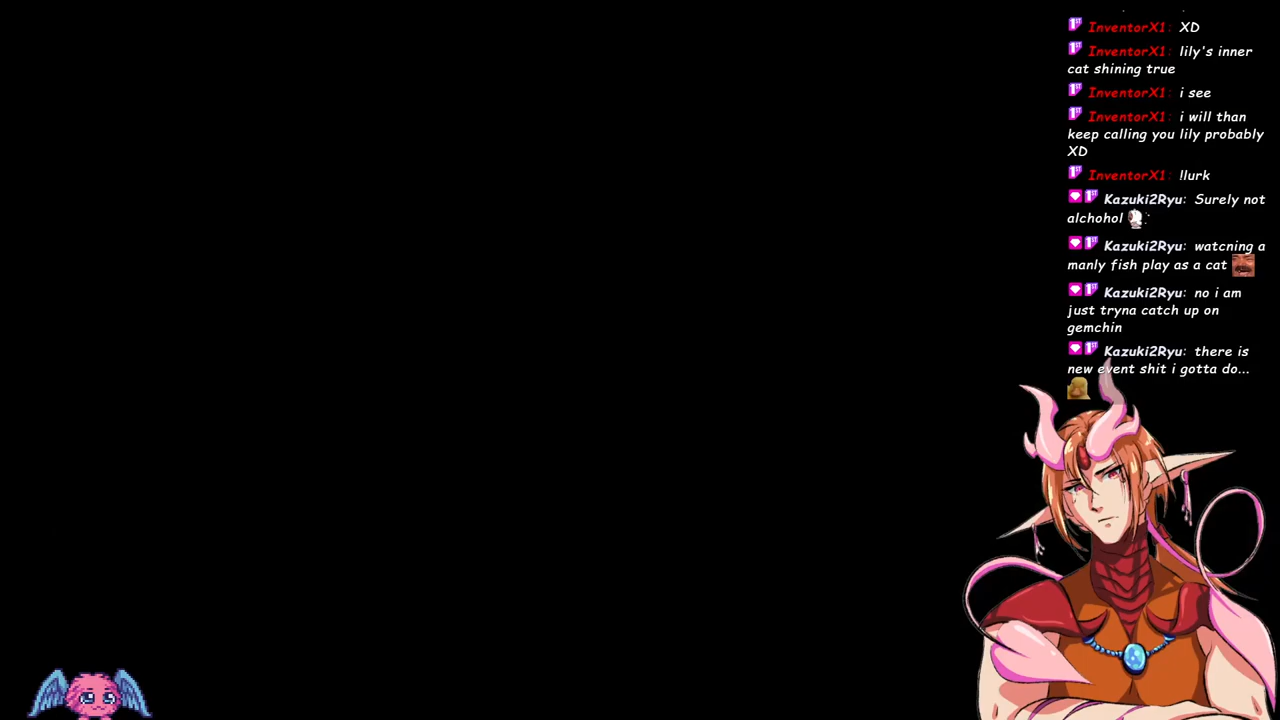 InventorX1: XD
InventorX1: lily's inner
cat shining true
InventorX1: i see
InventorX1: i will than
keep calling you lily probably
XD
InventorX1: !lurk
Kazuki2Ryu: Surely not
alchohol
Kazuki2Ryu: watcning a
manly fish play as a cat
Kazuki2Ryu: no i am
just tryna catch up on
gemchin
Kazuki2Ryu: there is
new event shit i gotta do...